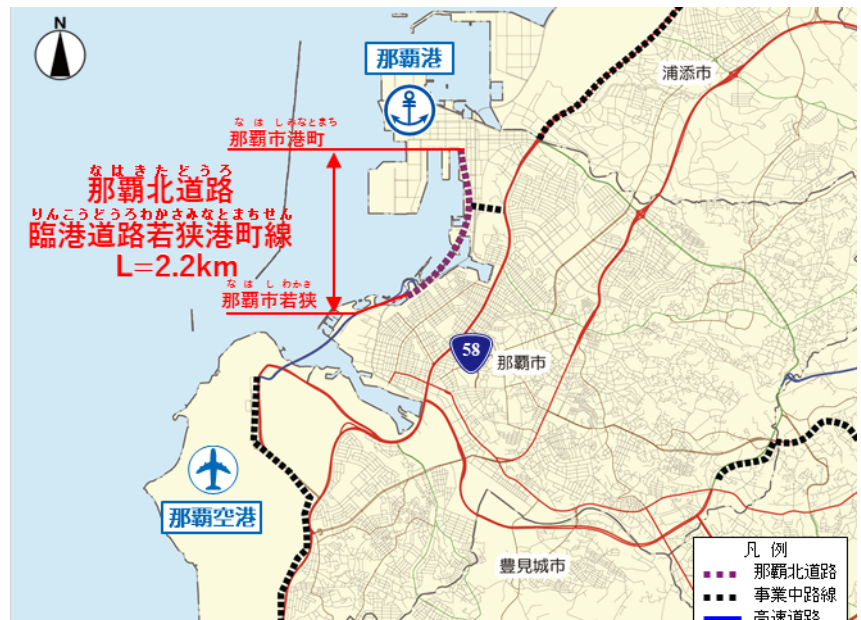 N
那覇港
浦添市
なはしみなとまち
那覇市港町
なはきたどうろ
那覇北道路
りんこうどうろわかさみなとまちせん
臨港道路若狭港町線
L=2.2km
なはしわかさ
那覇市若狭
58
那覇市
那覇空港
豊見城市
凡 例
那覇北道路
事業中路線
高速道路